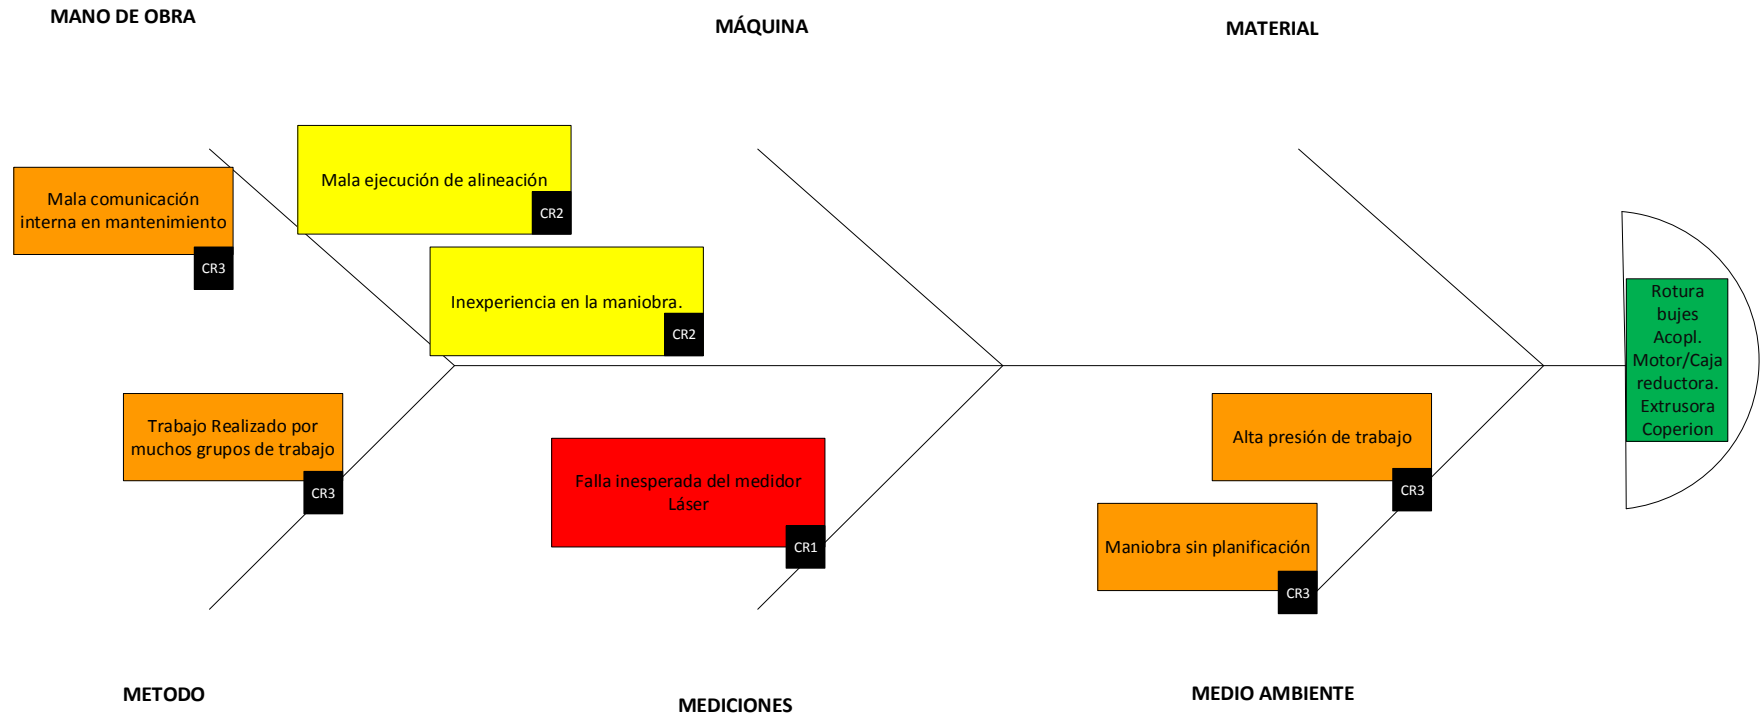 MANO DE OBRA
MÁQUINA
MATERIAL
Mala comunicación
interna en mantenimiento
CR3
Mala ejecución de alineación
CR2
Inexperiencia en la maniobra.
CR2
Rotura
bujes
Acopl.
Motor/Caja
reductora.
Extrusora
Coperion
Trabajo Realizado por
muchos grupos de trabajo
CR3
Falla inesperada del medidor
Láser
CR1
Alta presión de trabajo
CR3
Maniobra sin planificación
CR3
METODO
MEDICIONES
MEDIO AMBIENTE